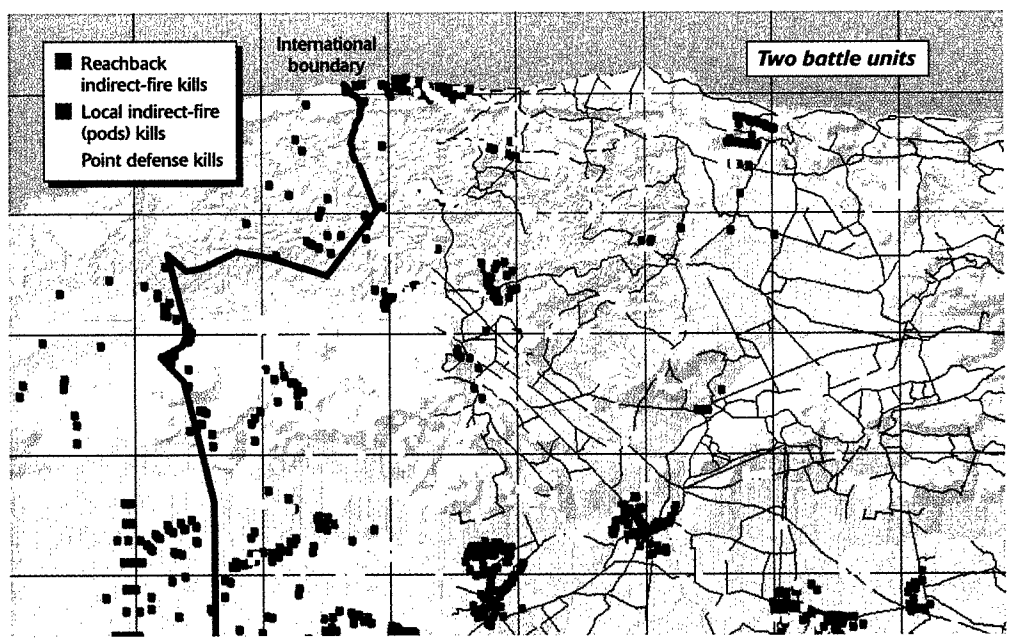 Reachback
indirect-fire kills
Local indirect-fire
(pods) kills
Point defense kills
International
boundary
Two battle units